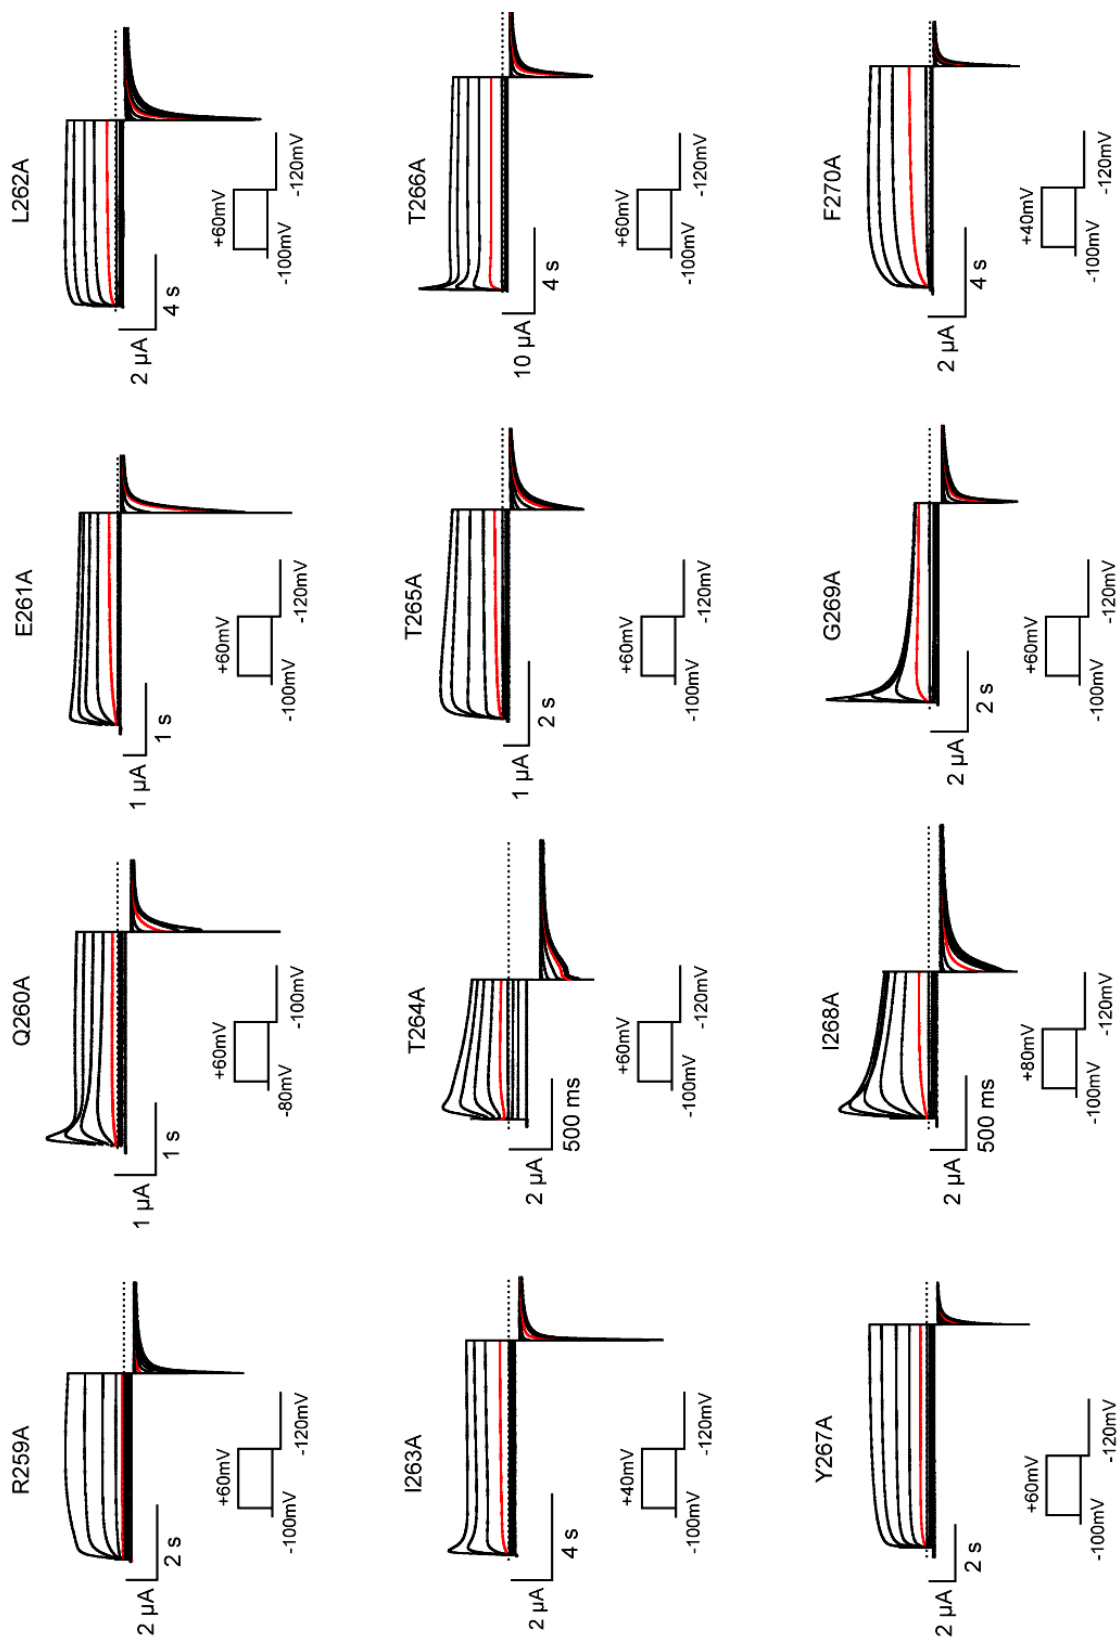 R259A
2 µA
2 s
+60mV
-100mV
-120mV
Q260A
1 µA
1 s
+60mV
-80mV
-100mV
E261A
1 µA
1 s
+60mV
-100mV
-120mV
L262A
2 µA
4 s
+60mV
-100mV
-120mV
I263A
2 µA
4 s
+40mV
-100mV
-120mV
T264A
2 µA
500 ms
+60mV
-100mV
-120mV
T265A
1 µA
2 s
+60mV
-100mV
-120mV
T266A
10 µA
4 s
+60mV
-100mV
-120mV
Y267A
2 µA
2 s
+60mV
-100mV
-120mV
I268A
2 µA
500 ms
+80mV
-100mV
-120mV
G269A
2 µA
2 s
+60mV
-100mV
-120mV
F270A
2 µA
4 s
+40mV
-100mV
-120mV